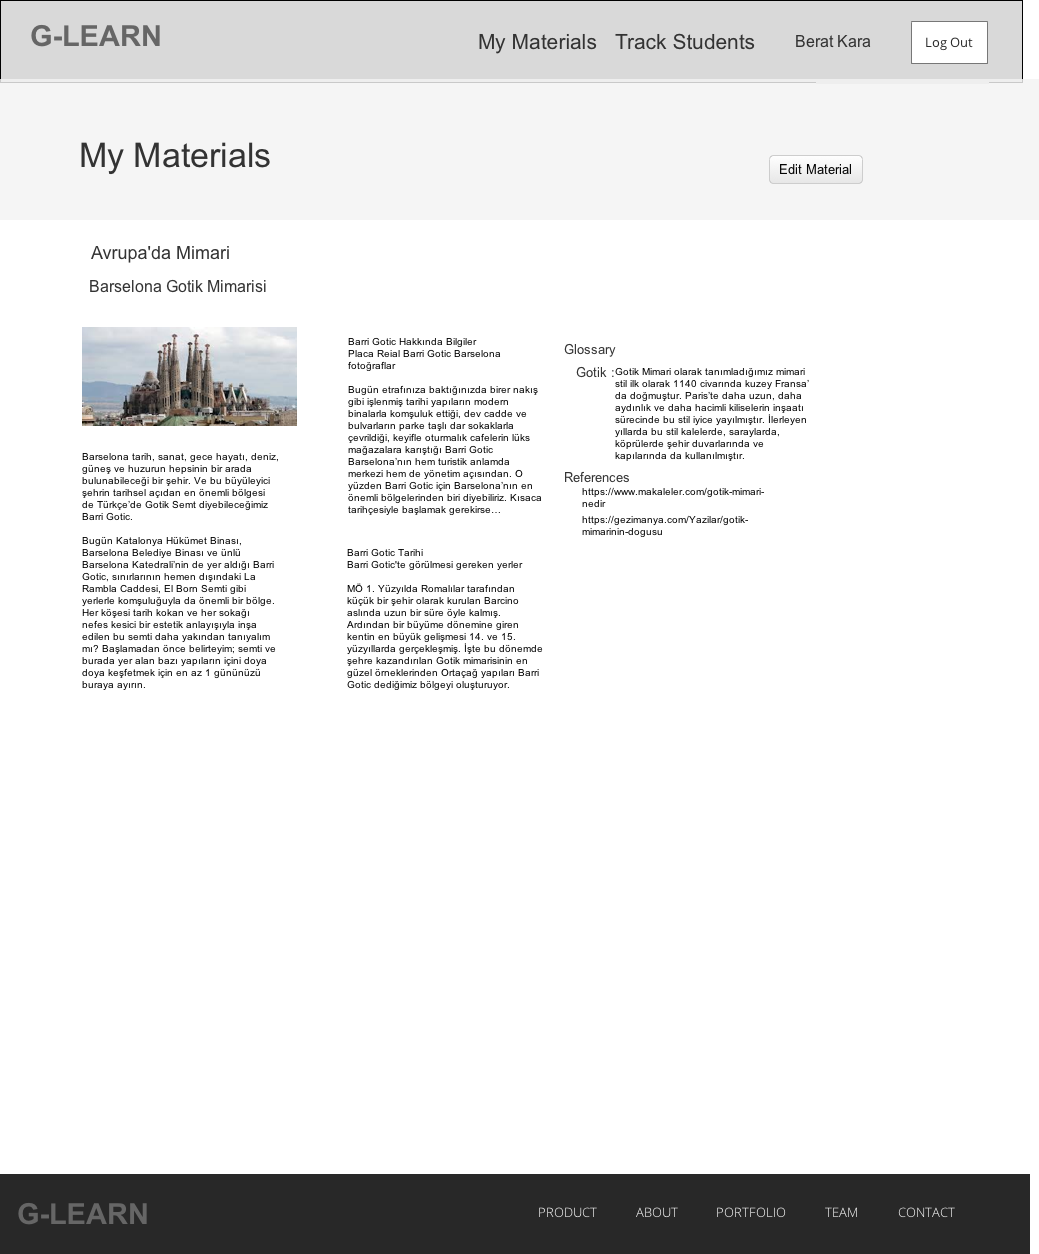 G-LEARN
My Materials Track Students Berat Kara Log Out
My Materials
Edit Material
Avrupa'da Mimari
Barselona Gotik Mimarisi
Barselona tarih, sanat, gece hayatı, deniz,
güneş ve huzurun hepsinin bir arada
bulunabileceği bir şehir. Ve bu büyüleyici
şehrin tarihsel açıdan en önemli bölgesi
de Türkçe’de Gotik Semt diyebileceğimiz
Barri Gotic.
Bugün Katalonya Hükümet Binası,
Barselona Belediye Binası ve ünlü
Barselona Katedrali’nin de yer aldığı Barri
Gotic, sınırlarının hemen dışındaki La
Rambla Caddesi, El Born Semti gibi
yerlerle komşuluğuyla da önemli bir bölge.
Her köşesi tarih kokan ve her sokağı
nefes kesici bir estetik anlayışıyla inşa
edilen bu semti daha yakından tanıyalım
mı? Başlamadan önce belirteyim; semti ve
burada yer alan bazı yapıların içini doya
doya keşfetmek için en az 1 gününüzü
buraya ayırın.
Barri Gotic Hakkında Bilgiler
Placa Reial Barri Gotic Barselona
fotoğraflar
Bugün etrafınıza baktığınızda birer nakış
gibi işlenmiş tarihi yapıların modern
binalarla komşuluk ettiği, dev cadde ve
bulvarların parke taşlı dar sokaklarla
çevrildiği, keyifle oturmalık cafelerin lüks
mağazalara karıştığı Barri Gotic
Barselona’nın hem turistik anlamda
merkezi hem de yönetim açısından. O
yüzden Barri Gotic için Barselona’nın en
önemli bölgelerinden biri diyebiliriz. Kısaca
tarihçesiyle başlamak gerekirse…
Barri Gotic Tarihi
Barri Gotic'te görülmesi gereken yerler
MÖ 1. Yüzyılda Romalılar tarafından
küçük bir şehir olarak kurulan Barcino
aslında uzun bir süre öyle kalmış.
Ardından bir büyüme dönemine giren
kentin en büyük gelişmesi 14. ve 15.
yüzyıllarda gerçekleşmiş. İşte bu dönemde
şehre kazandırılan Gotik mimarisinin en
güzel örneklerinden Ortaçağ yapıları Barri
Gotic dediğimiz bölgeyi oluşturuyor.
Glossary
Gotik :Gotik Mimari olarak tanımladığımız mimari
stil ilk olarak 1140 civarında kuzey Fransa’
da doğmuştur. Paris’te daha uzun, daha
aydınlık ve daha hacimli kiliselerin inşaatı
sürecinde bu stil iyice yayılmıştır. İlerleyen
yıllarda bu stil kalelerde, saraylarda,
köprülerde şehir duvarlarında ve
kapılarında da kullanılmıştır.
References
https://www.makaleler.com/gotik-mimari-
nedir
https://gezimanya.com/Yazilar/gotik-
mimarinin-dogusu
G-LEARN
PRODUCT ABOUT PORTFOLIO TEAM CONTACT